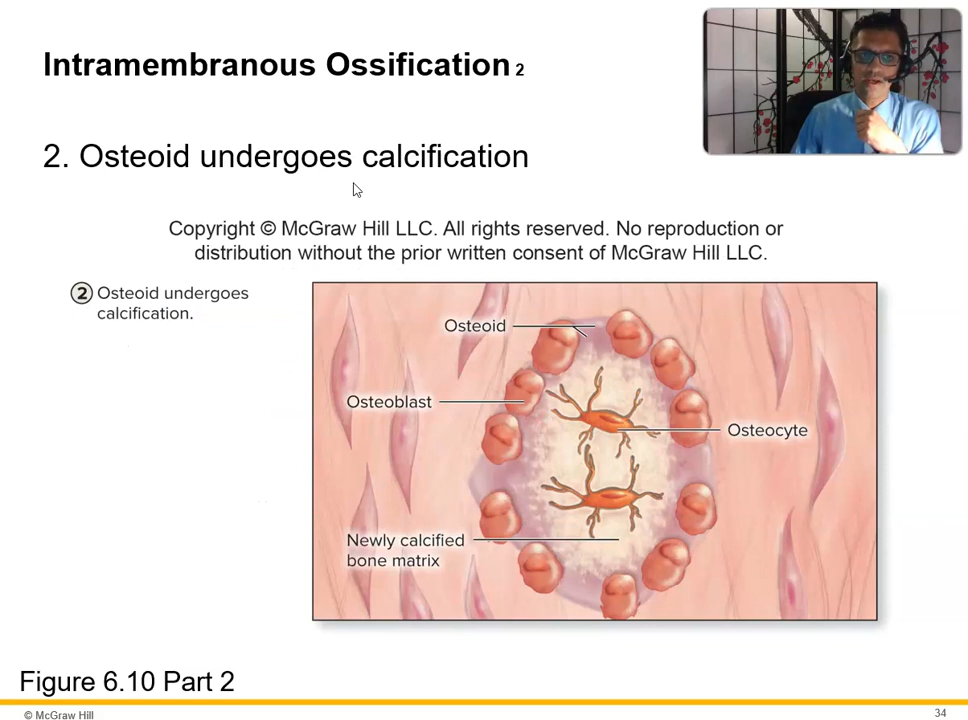 Intramembranous Ossification 2
2. Osteoid undergoes calcification
Copyright © McGraw Hill LLC. All rights reserved. No reproduction or
distribution without the prior written consent of McGraw Hill LLC.
2 Osteoid undergoes
calcification.
Osteoid
Osteoblast
Osteocyte
Newly calcified
bone matrix
Figure 6.10 Part 2
© McGraw Hill
34